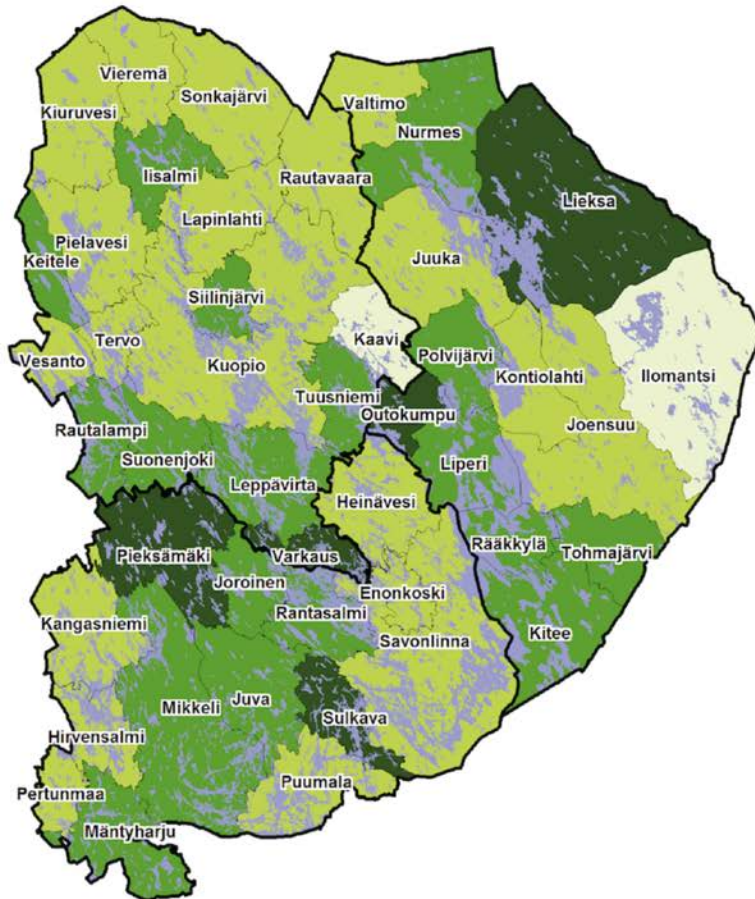 Vieremä
Kiuruvesi
Sonkajärvi
Valtimo
Nurmes
Iisalmi
Rautavaara
Lieksa
Lapinlahti
Pielavesi
Keitele
Juuka
Siilinjärvi
Tervo
Kaavi
Vesanto
Kuopio
Polvijärvi
Kontiolahti
Ilomantsi
Tuusniemi
Outokumpu
Joensuu
Rautalampi
Suonenjoki
Liperi
Leppävirta
Heinävesi
Pieksämäki
Varkaus
Rääkkylä
Tohmajärvi
Joroinen
Enonkoski
Rantasalmi
Kangasniemi
Kitee
Savonlinna
Mikkeli
Juva
Sulkava
Hirvensalmi
Puumala
Pertunmaa
Mäntyharju